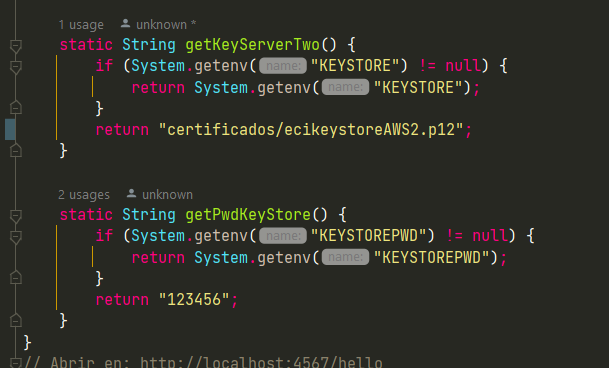 1 usage unknown *
static String getKeyServerTwo() {
if (System.getenv( name: "KEYSTORE") != null) {
return System.getenv( name: "KEYSTORE");
}
return "certificados/ecikeystoreAWS2.p12";
}
2 usages unknown
static String getPwdKeyStore() {
if (System.getenv( name: "KEYSTOREPWD") != null) {
return System.getenv( name: "KEYSTOREPWD");
}
return "123456";
}
}
// Abrir en: http://localhost:4567/hello